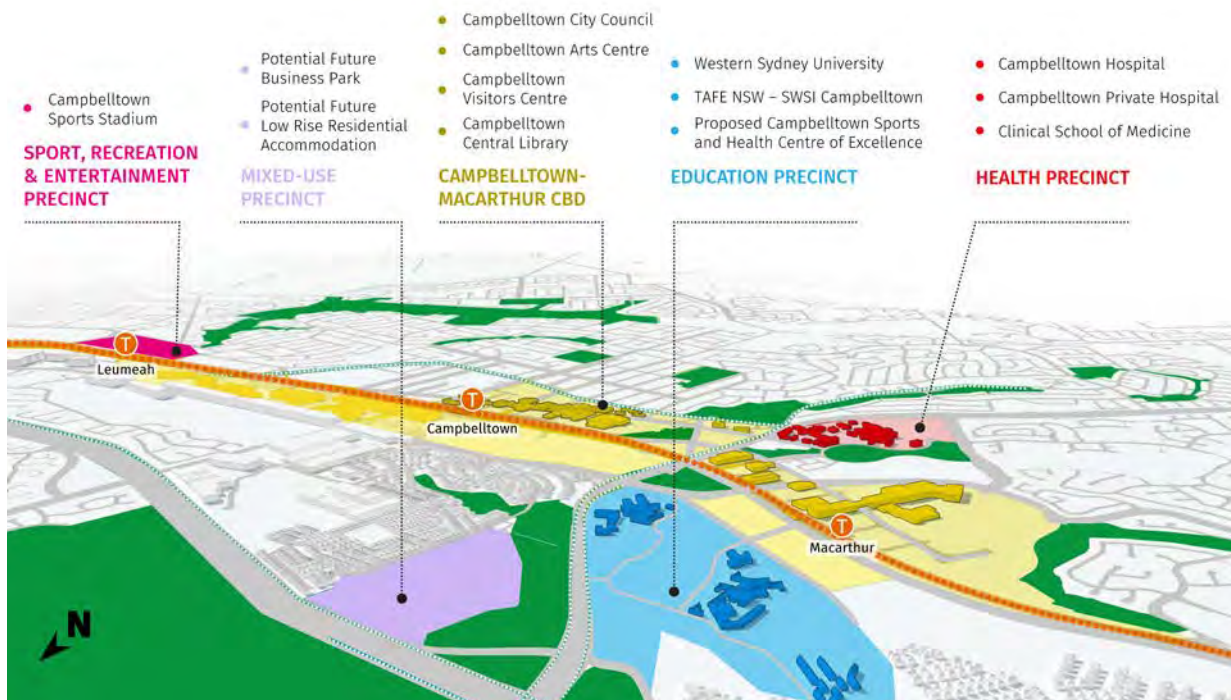 Campbelltown
Sports Stadium
SPORT, RECREATION
& ENTERTAINMENT
PRECINCT
Potential Future
Business Park
Potential Future
Low Rise Residential
Accommodation
MIXED-USE
PRECINCT
Campbelltown City Council
Campbelltown Arts Centre
Campbelltown
Visitors Centre
Campbelltown
Central Library
CAMPBELLTOWN-
MACARTHUR CBD
Western Sydney University
TAFE NSW – SWSI Campbelltown
Proposed Campbelltown Sports
and Health Centre of Excellence
EDUCATION PRECINCT
Campbelltown Hospital
Campbelltown Private Hospital
Clinical School of Medicine
HEALTH PRECINCT
T
Leumeah
T
Campbelltown
T
Macarthur
N